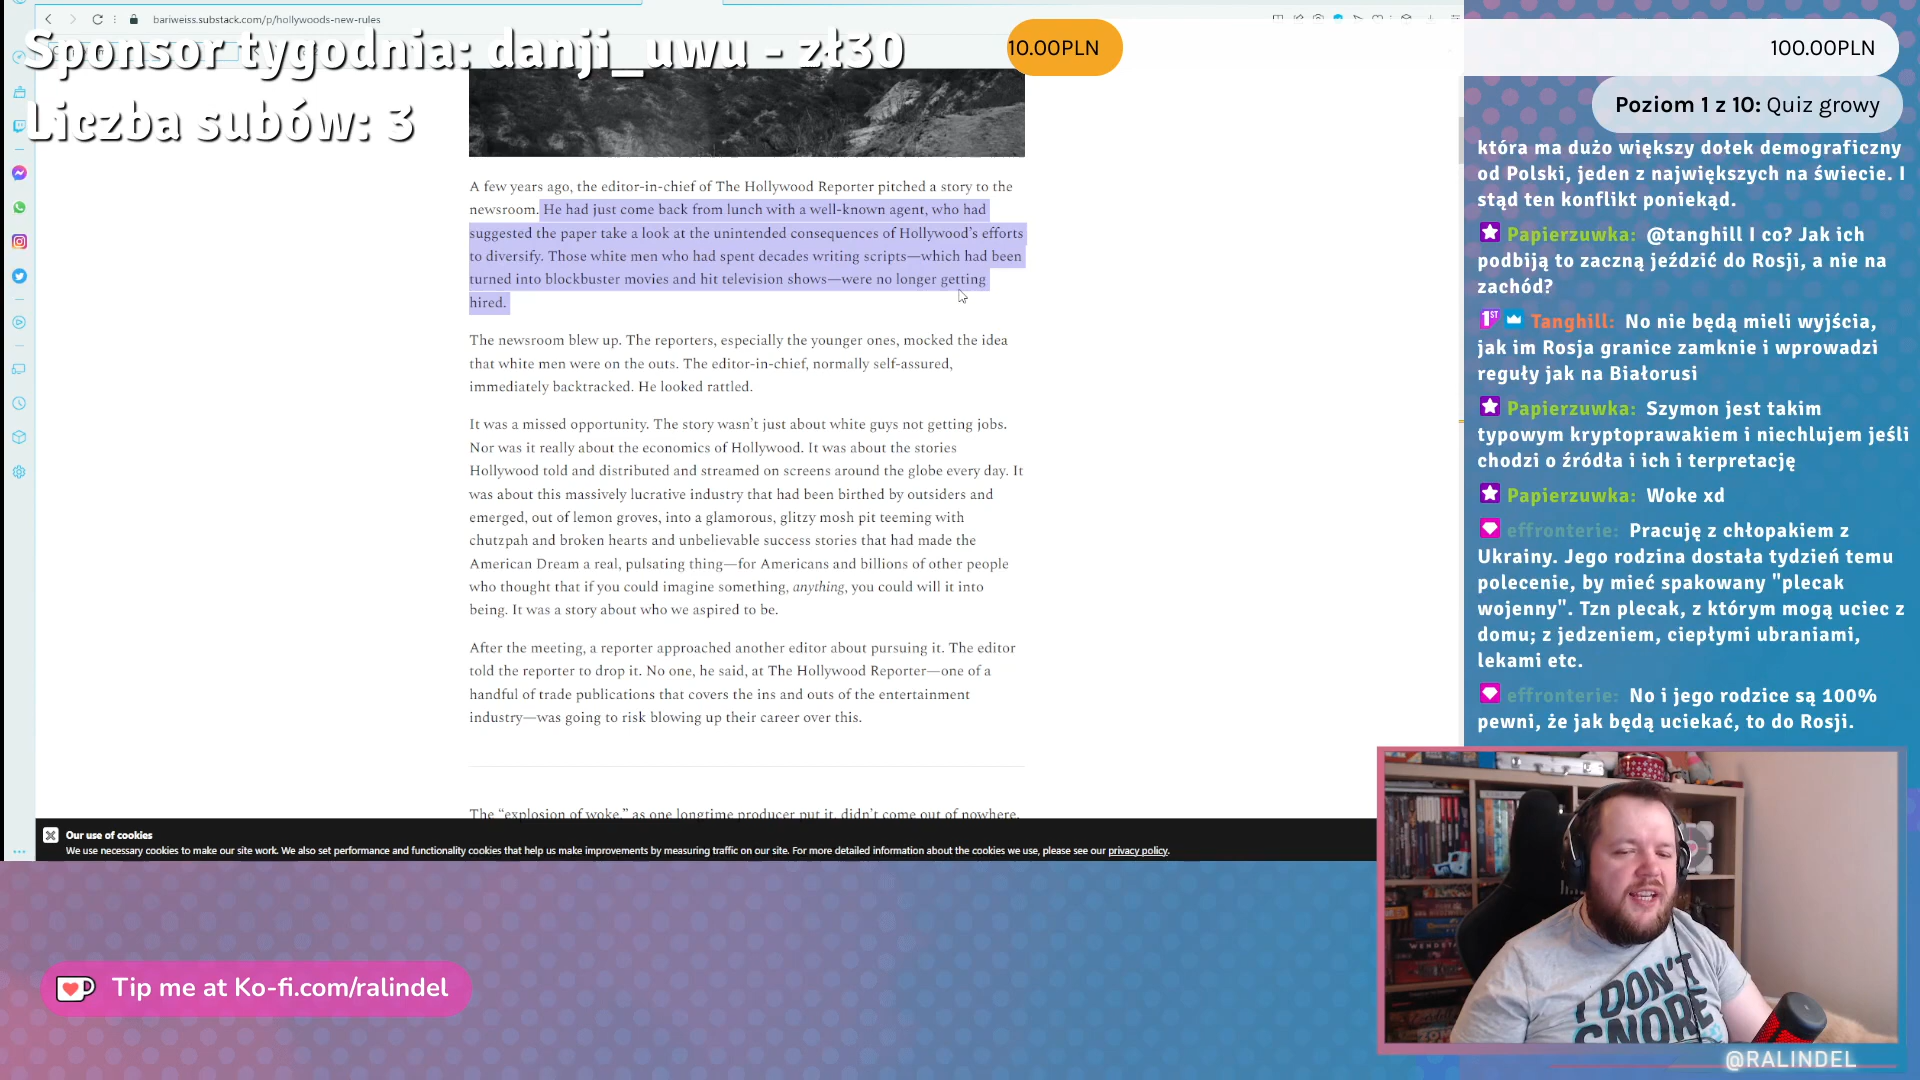 bariweiss.substack.com/p/hollywoods-new-rules
Sponsor tygodnia: danji_uwu - zł30
Liczba subów: 3
10.00PLN
100.00PLN
Poziom 1 z 10: Quiz growy
A few years ago, the editor-in-chief of The Hollywood Reporter pitched a story to the
newsroom. He had just come back from lunch with a well-known agent, who had
suggested the paper take a look at the unintended consequences of Hollywood's efforts
to diversify. Those white men who had spent decades writing scripts—which had been
turned into blockbuster movies and hit television shows—were no longer getting
hired.
The newsroom blew up. The reporters, especially the younger ones, mocked the idea
that white men were on the outs. The editor-in-chief, normally self-assured,
immediately backtracked. He looked rattled.
It was a missed opportunity. The story wasn't just about white guys not getting jobs.
Nor was it really about the economics of Hollywood. It was about the stories
Hollywood told and distributed and streamed on screens around the globe every day. It
was about this massively lucrative industry that had been birthed by outsiders and
emerged, out of lemon groves, into a glamorous, glitzy mosh pit teeming with
chutzpah and broken hearts and unbelievable success stories that had made the
American Dream a real, pulsating thing—for Americans and billions of other people
who thought that if you could imagine something, anything, you could will it into
being. It was a story about who we aspired to be.
After the meeting, a reporter approached another editor about pursuing it. The editor
told the reporter to drop it. No one, he said, at The Hollywood Reporter—one of a
handful of trade publications that covers the ins and outs of the entertainment
industry—was going to risk blowing up their career over this.
The “explosion of woke,” as one longtime producer put it, didn't come out of nowhere.
Our use of cookies
We use necessary cookies to make our site work. We also set performance and functionality cookies that help us make improvements by measuring traffic on our site. For more detailed information about the cookies we use, please see our privacy policy.
która ma dużo większy dołek demograficzny
od Polski, jeden z największych na świecie. I
stąd ten konflikt poniekąd.
Papierzuwka: @tanghill I co? Jak ich
podbiją to zaczną jeździć do Rosji, a nie na
zachód?
1ST Tanghill: No nie będą mieli wyjścia,
jak im Rosja granice zamknie i wprowadzi
reguły jak na Białorusi
Papierzuwka: Szymon jest takim
typowym kryptoprawakiem i niechlujem jeśli
chodzi o źródła i ich i terpretację
Papierzuwka: Woke xd
effronterie: Pracuję z chłopakiem z
Ukrainy. Jego rodzina dostała tydzień temu
polecenie, by mieć spakowany "plecak
wojenny". Tzn plecak, z którym mogą uciec z
domu; z jedzeniem, ciepłymi ubraniami,
lekami etc.
effronterie: No i jego rodzice są 100%
pewni, że jak będą uciekać, to do Rosji.
Tip me at Ko-fi.com/ralindel
I DON'T
SNORE
@RALINDEL